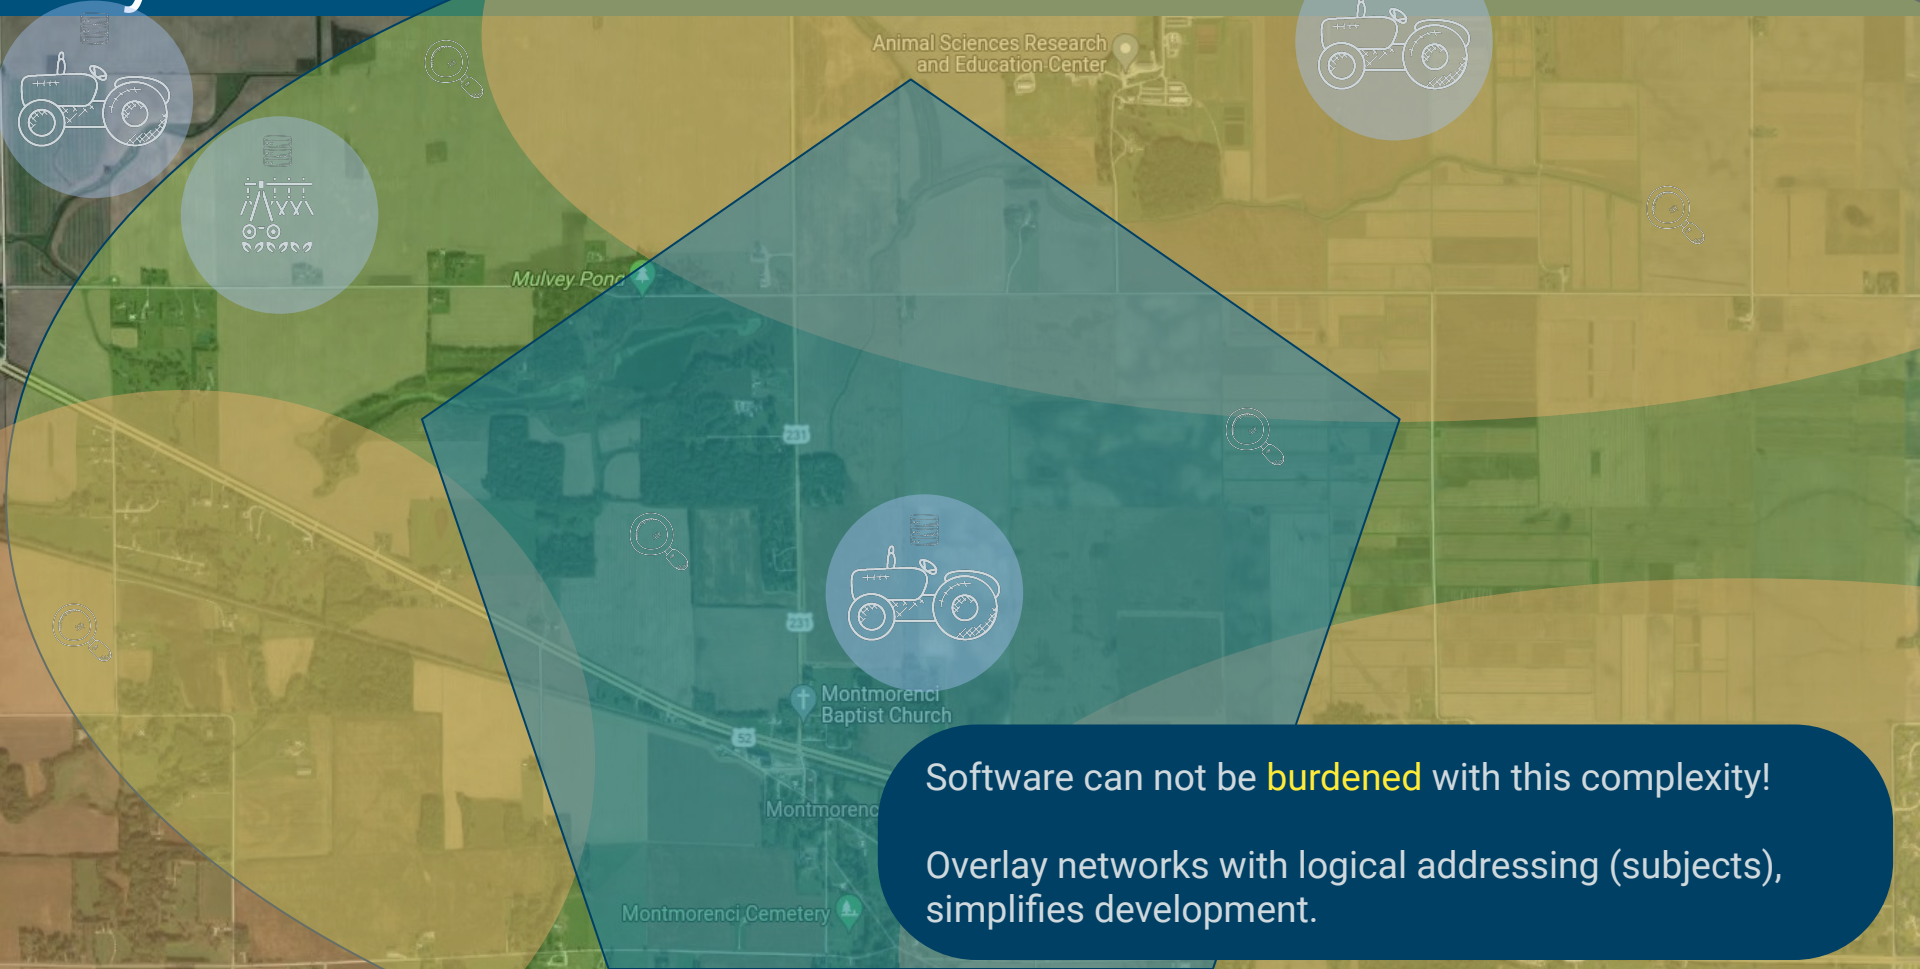 Animal Sciences Research
and Education Center
Mulvey Pond
231
231
Montmorenci
Baptist Church
52
Montmorenci Cemetery
Software can not be burdened with this complexity!
Overlay networks with logical addressing (subjects),
simplifies development.